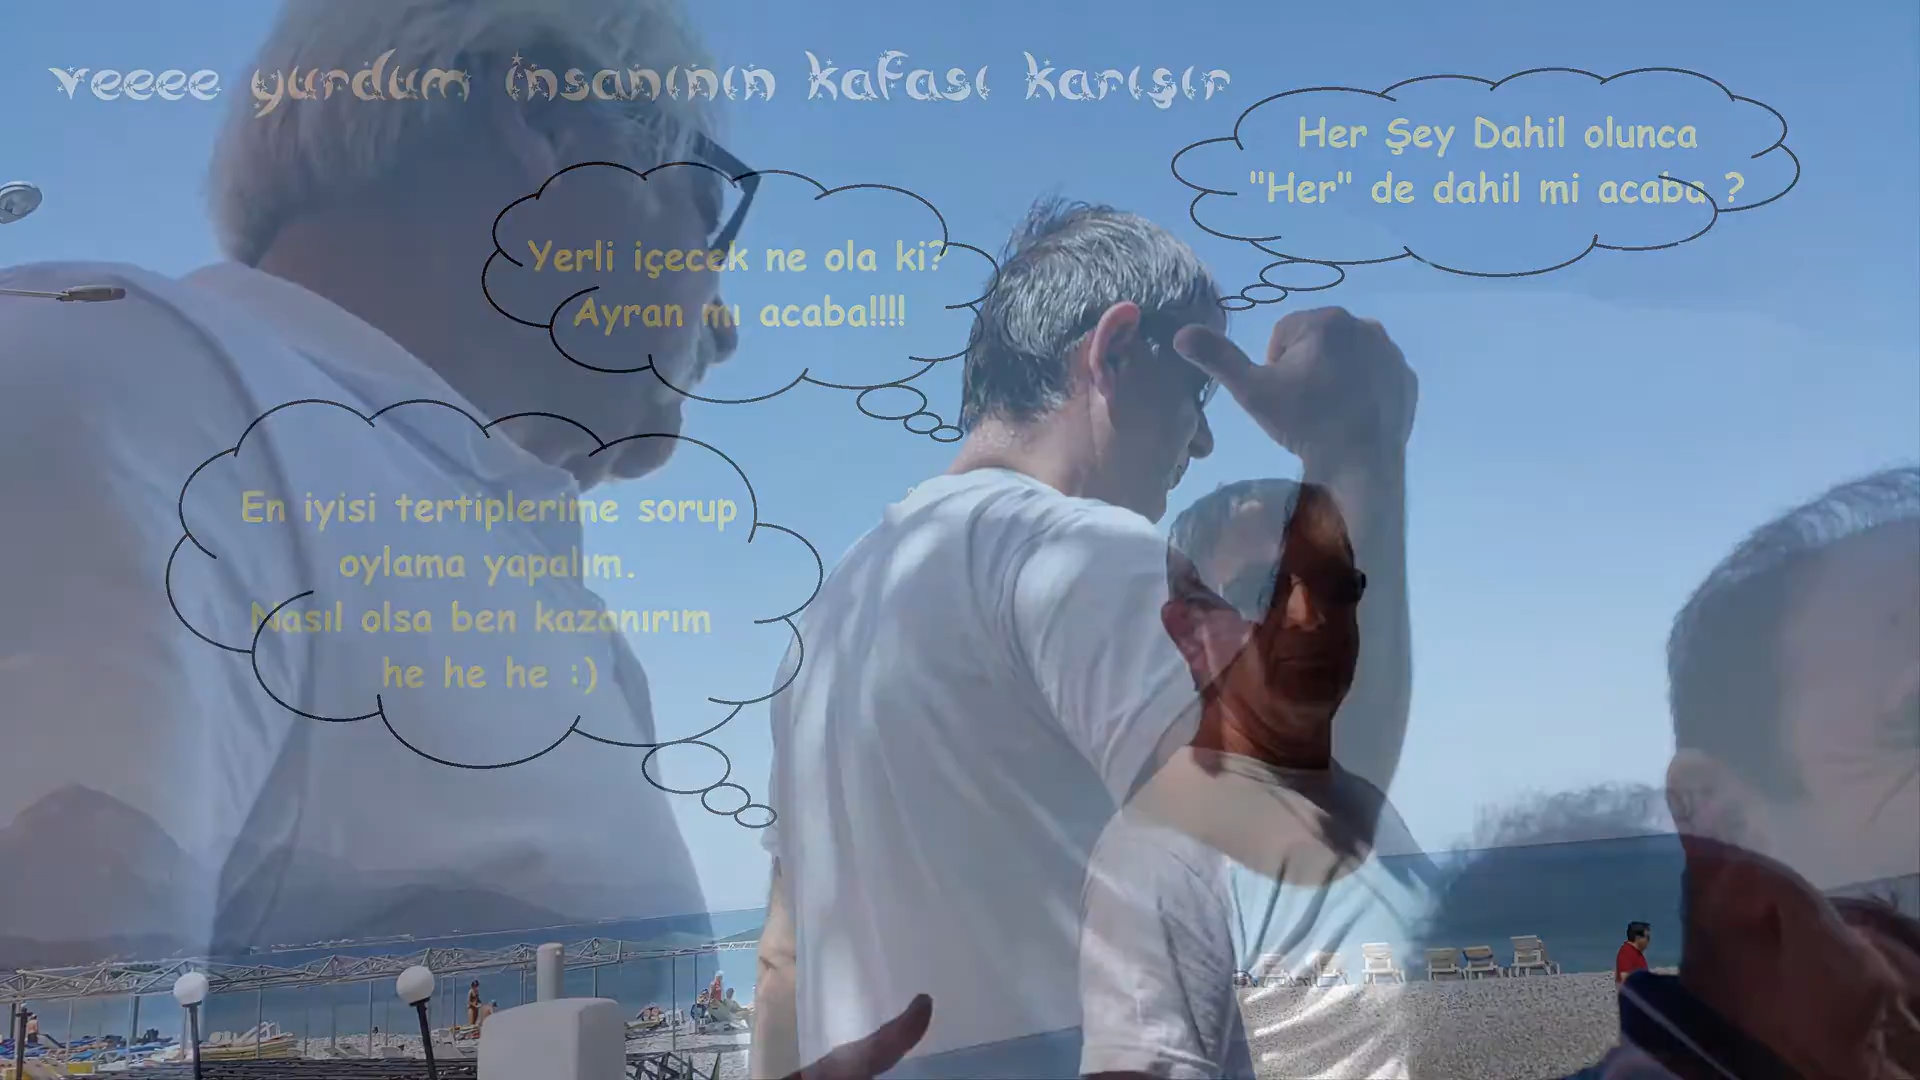 veeee yurdum insanının kafası karışır
Her Şey Dahil olunca
"Her" de dahil mi acaba ?
Yerli içecek ne ola ki?
Ayran mı acaba!!!!
En iyisi tertiplerime sorup
oylama yapalım.
Nasıl olsa ben kazanırım
he he he :)